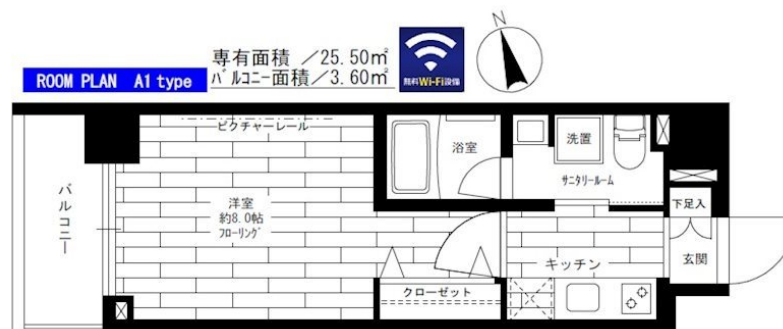 ROOM PLAN A1 type
専有面積 ／25.50㎡
バルコニー面積／3.60㎡
無料Wi-Fi設備
N
ピクチャーレール
バルコニー
洋室
約8.0帖
フローリング
浴室
洗置
サニタリールーム
下足入
玄関
キッチン
クローゼット